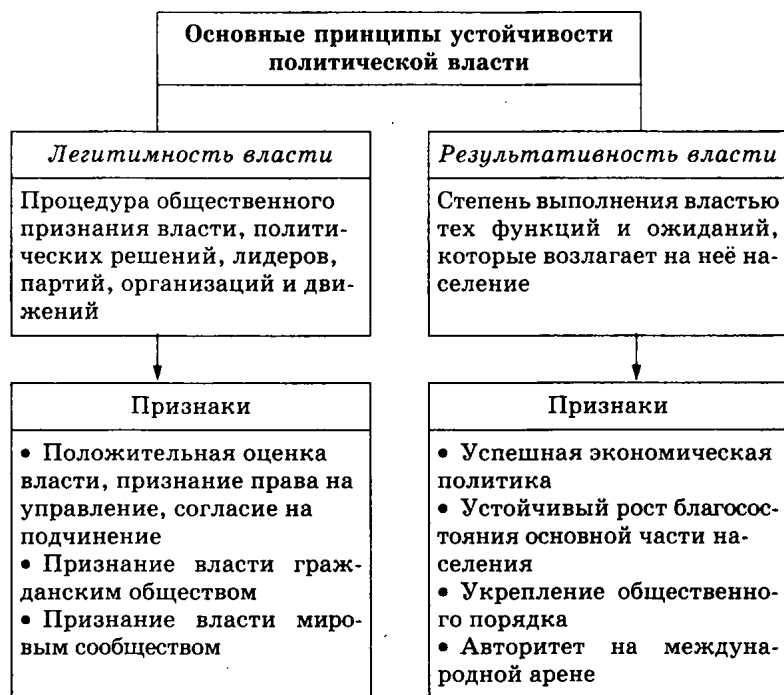 Основные принципы устойчивости
политической власти
Легитимность власти
Процедура общественного
признания власти, полити-
ческих решений, лидеров,
партий, организаций и дви-
жений
Результативность власти
Степень выполнения властью
тех функций и ожиданий,
которые возлагает на неё на-
селение
Признаки
• Положительная оценка
власти, признание права на
управление, согласие на
подчинение
• Признание власти граж-
данским обществом
• Признание власти миро-
вым сообществом
Признаки
• Успешная экономическая
политика
• Устойчивый рост благосос-
тояния основной части на-
селения
• Укрепление общественно-
го порядка
• Авторитет на междуна-
родной арене